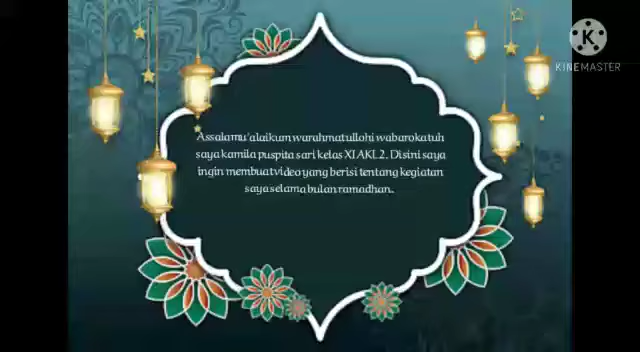 KINEMASTER
Assalamu'alaikum warahmatullohi wabarokatuh
saya kamila puspita sari kelas XI AKL 2. Disini saya
ingin membuat video yang berisi tentang kegiatan
saya selama bulan ramadhan.